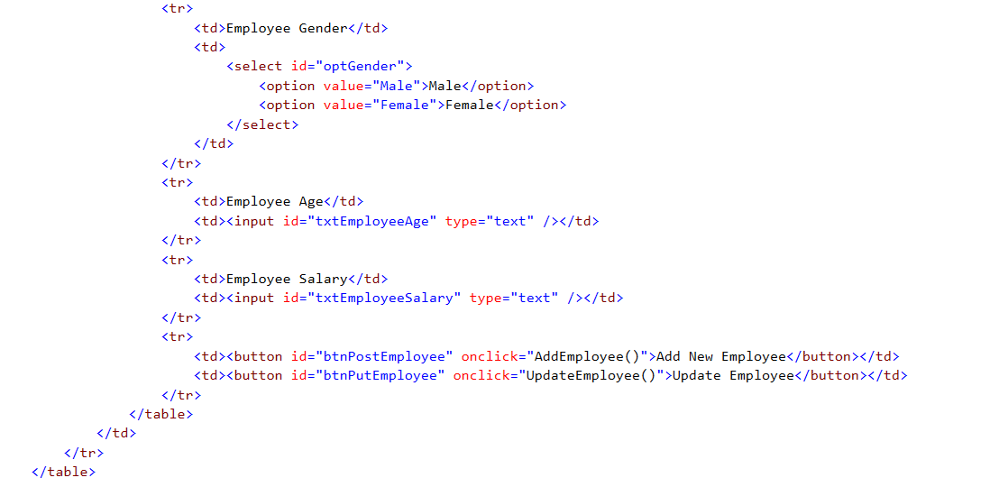 <tr>
<td>Employee Gender</td>
<td>
<select id="optGender">
<option value="Male">Male</option>
<option value="Female">Female</option>
</select>
</td>
</tr>
<tr>
<td>Employee Age</td>
<td><input id="txtEmployeeAge" type="text" /></td>
</tr>
<tr>
<td>Employee Salary</td>
<td><input id="txtEmployeeSalary" type="text" /></td>
</tr>
<tr>
<td><button id="btnPostEmployee" onclick="AddEmployee()">Add New Employee</button></td>
<td><button id="btnPutEmployee" onclick="UpdateEmployee()">Update Employee</button></td>
</tr>
</table>
</td>
</tr>
</table>